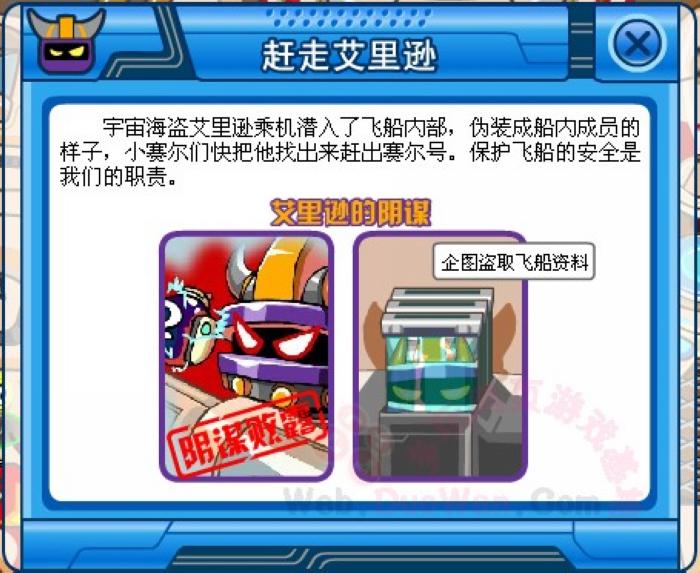 赶走艾里逊
宇宙海盗艾里逊乘机潜入了飞船内部，伪装成船内成员的
样子，小赛尔们快把他找出来赶出赛尔号。保护飞船的安全是
我们的职责。
艾里逊的阴谋
企图盗取飞船资料
阴谋败露
Web.DuoWan.Com